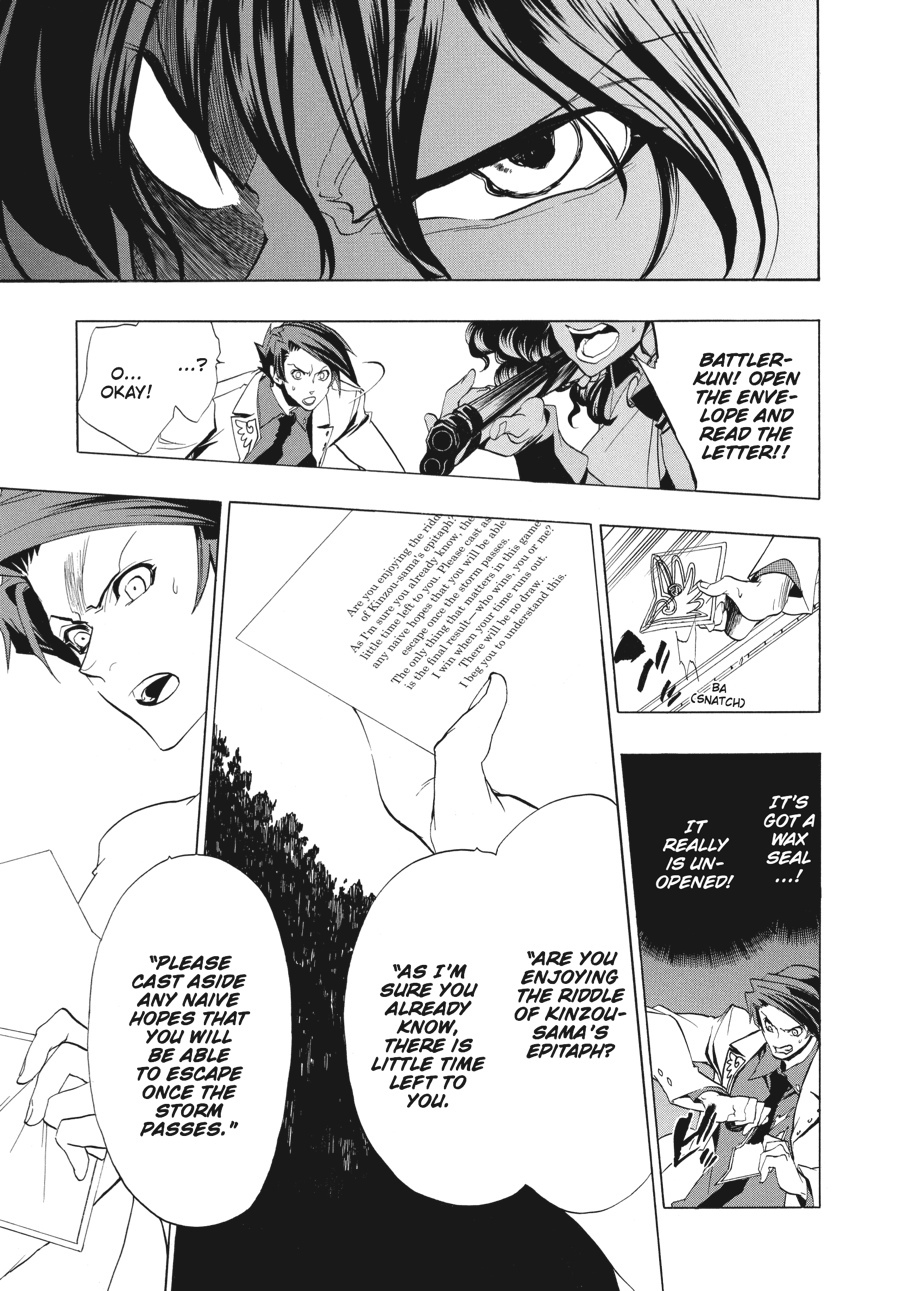 BATTLER-
KUN! OPEN
THE ENVE-
LOPE AND
READ THE
LETTER!!
...?
O...
OKAY!
BA
(SNATCH)
Are you enjoying the ridd
of Kinzou-sama's epitaph?
As I'm sure you already know, the
little time left to you. Please cast as
any naive hopes that you will be able
escape once the storm passes.
The only thing that matters in this game
is the final result—who wins, you or me?
I win when your time runs out.
There will be no draw.
I beg you to understand this.
IT'S
GOT A
WAX
SEAL
...!
IT
REALLY
IS UN-
OPENED!
"ARE YOU
ENJOYING
THE RIDDLE
OF KINZOU-
SAMA'S
EPITAPH?
"AS I'M
SURE YOU
ALREADY
KNOW,
THERE IS
LITTLE TIME
LEFT TO
YOU.
"PLEASE
CAST ASIDE
ANY NAIVE
HOPES THAT
YOU WILL
BE ABLE
TO ESCAPE
ONCE THE
STORM
PASSES."